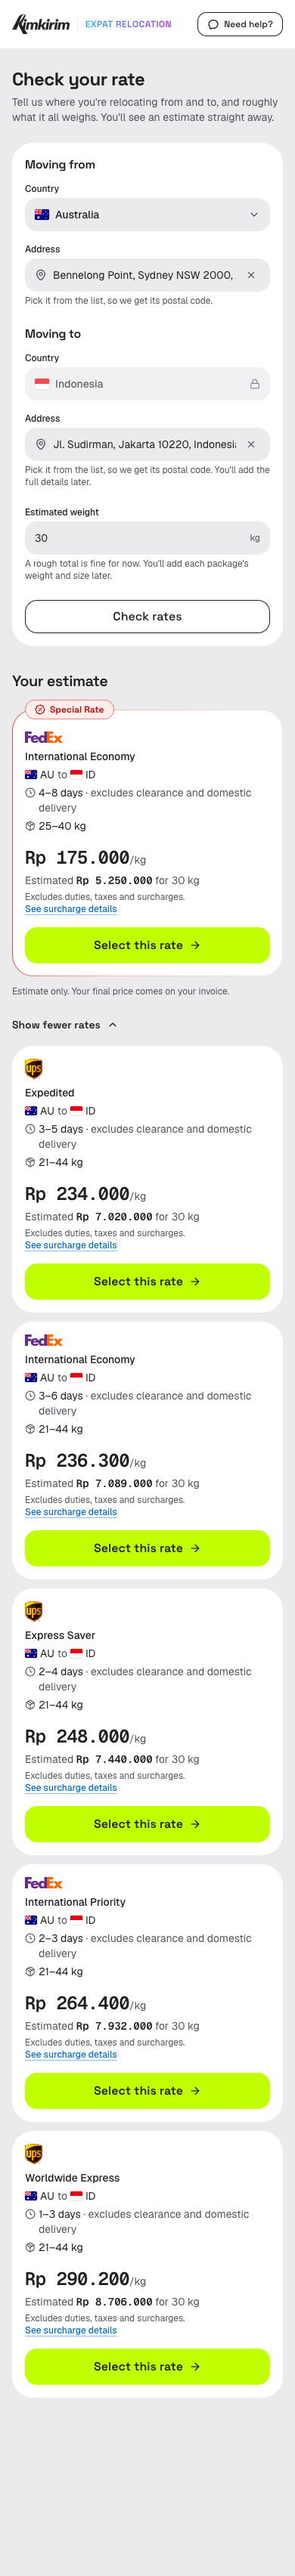 Kirimkirim
EXPAT RELOCATION
Need help?
Check your rate
Tell us where you're relocating from and to, and roughly
what it all weighs. You'll see an estimate straight away.
Moving from
Country
Australia
Address
Bennelong Point, Sydney NSW 2000,
Pick it from the list, so we get its postal code.
Moving to
Country
Indonesia
Address
Jl. Sudirman, Jakarta 10220, Indonesia
Pick it from the list, so we get its postal code. You'll add the
full details later.
Estimated weight
30
kg
A rough total is fine for now. You'll add each package's
weight and size later.
Check rates
Your estimate
Special Rate
FedEx
International Economy
AU to ID
4–8 days · excludes clearance and domestic
delivery
25–40 kg
Rp 175.000/kg
Estimated Rp 5.250.000 for 30 kg
Excludes duties, taxes and surcharges.
See surcharge details
Select this rate →
Estimate only. Your final price comes on your invoice.
Show fewer rates
ups
Expedited
AU to ID
3–5 days · excludes clearance and domestic
delivery
21–44 kg
Rp 234.000/kg
Estimated Rp 7.020.000 for 30 kg
Excludes duties, taxes and surcharges.
See surcharge details
Select this rate →
FedEx
International Economy
AU to ID
3–6 days · excludes clearance and domestic
delivery
21–44 kg
Rp 236.300/kg
Estimated Rp 7.089.000 for 30 kg
Excludes duties, taxes and surcharges.
See surcharge details
Select this rate →
ups
Express Saver
AU to ID
2–4 days · excludes clearance and domestic
delivery
21–44 kg
Rp 248.000/kg
Estimated Rp 7.440.000 for 30 kg
Excludes duties, taxes and surcharges.
See surcharge details
Select this rate →
FedEx
International Priority
AU to ID
2–3 days · excludes clearance and domestic
delivery
21–44 kg
Rp 264.400/kg
Estimated Rp 7.932.000 for 30 kg
Excludes duties, taxes and surcharges.
See surcharge details
Select this rate →
ups
Worldwide Express
AU to ID
1–3 days · excludes clearance and domestic
delivery
21–44 kg
Rp 290.200/kg
Estimated Rp 8.706.000 for 30 kg
Excludes duties, taxes and surcharges.
See surcharge details
Select this rate →